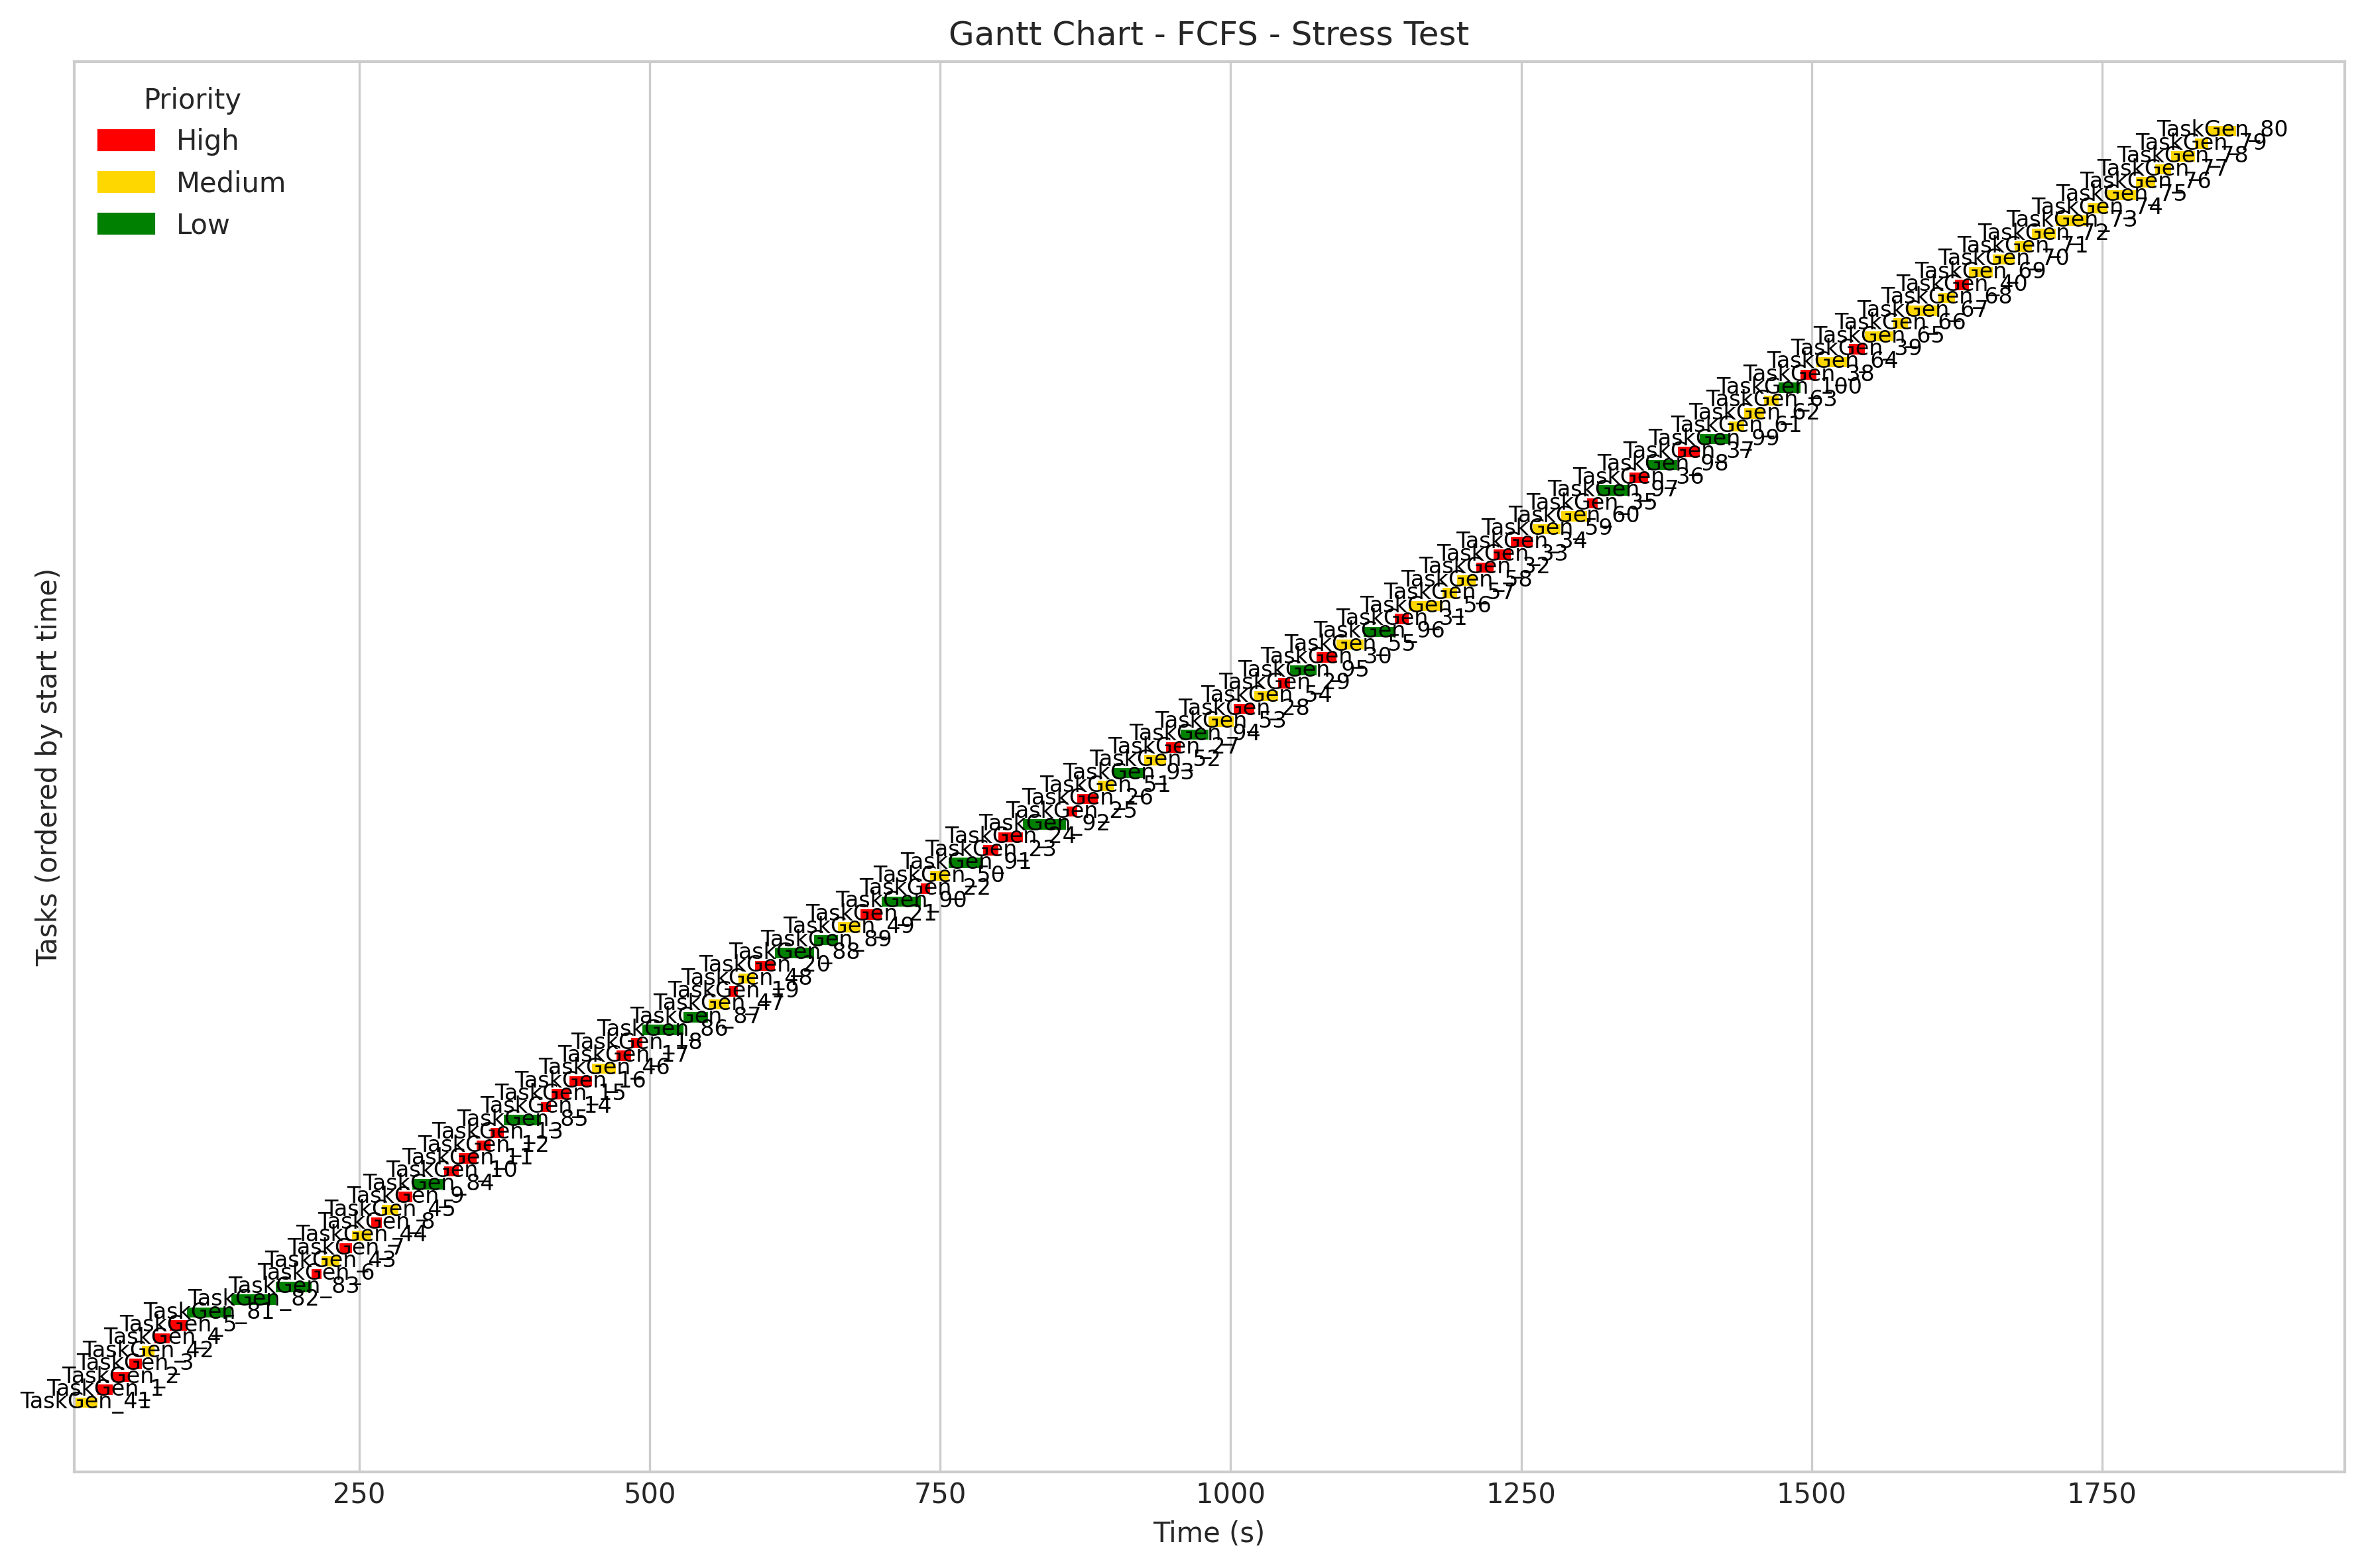 Gantt Chart - FCFS - Stress Test
Priority
High
Medium
Low
TaskGen_80
TaskGen_79
TaskGen_78
TaskGen_77
TaskGen_76
TaskGen_75
TaskGen_74
TaskGen_73
TaskGen_72
TaskGen_71
TaskGen_70
TaskGen_69
TaskGen_40
TaskGen_68
TaskGen_67
TaskGen_66
TaskGen_65
TaskGen_39
TaskGen_64
TaskGen_38
TaskGen_100
TaskGen_63
TaskGen_62
TaskGen_61
TaskGen_99
TaskGen_37
TaskGen_98
TaskGen_36
TaskGen_97
TaskGen_35
TaskGen_60
TaskGen_59
TaskGen_34
TaskGen_33
TaskGen_32
TaskGen_58
TaskGen_57
TaskGen_56
TaskGen_31
TaskGen_96
TaskGen_55
TaskGen_30
TaskGen_95
TaskGen_29
TaskGen_54
TaskGen_28
TaskGen_53
TaskGen_94
TaskGen_27
TaskGen_52
TaskGen_93
TaskGen_51
TaskGen_26
TaskGen_25
TaskGen_92
TaskGen_24
TaskGen_23
TaskGen_91
TaskGen_50
TaskGen_22
TaskGen_90
TaskGen_21
TaskGen_49
TaskGen_89
TaskGen_88
TaskGen_20
TaskGen_48
TaskGen_19
TaskGen_47
TaskGen_87
TaskGen_86
TaskGen_18
TaskGen_17
TaskGen_46
TaskGen_16
TaskGen_15
TaskGen_14
TaskGen_85
TaskGen_13
TaskGen_12
TaskGen_11
TaskGen_10
TaskGen_84
TaskGen_9
TaskGen_45
TaskGen_8
TaskGen_44
TaskGen_7
TaskGen_43
TaskGen_6
TaskGen_83
TaskGen_82
TaskGen_81
TaskGen_5
TaskGen_4
TaskGen_42
TaskGen_3
TaskGen_2
TaskGen_1
TaskGen_41
Tasks (ordered by start time)
250 500 750 1000 1250 1500 1750
Time (s)